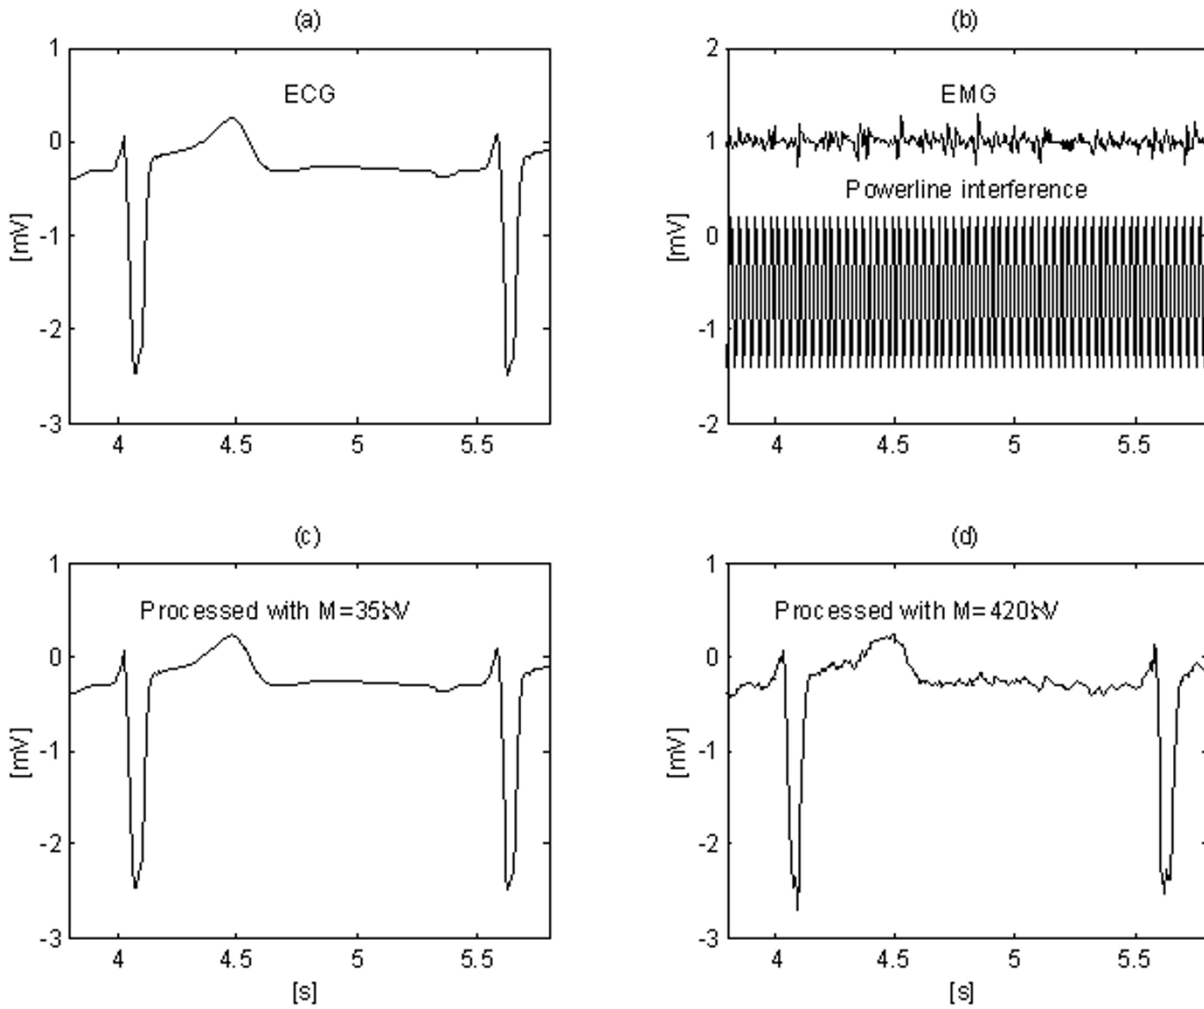 (a)
1
ECG
0
-1
-2
-3
[mV]
4 4.5 5 5.5
(b)
2
EMG
1
Powerline interference
0
-1
-2
[mV]
4 4.5 5 5.5
(c)
1
Processed with M=35ℵV
0
-1
-2
-3
[mV]
4 4.5 5 5.5
[s]
(d)
1
Processed with M=420ℵV
0
-1
-2
-3
[mV]
4 4.5 5 5.5
[s]